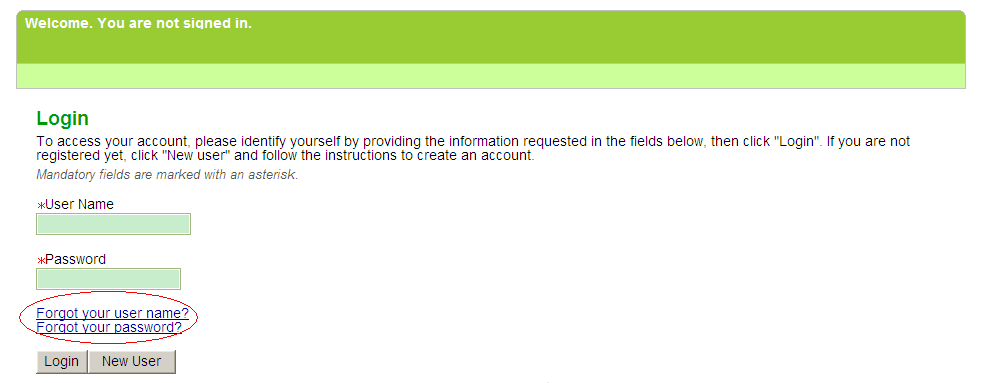 Welcome. You are not signed in.
Login
To access your account, please identify yourself by providing the information requested in the fields below, then click "Login". If you are not
registered yet, click "New user" and follow the instructions to create an account.
Mandatory fields are marked with an asterisk.
*User Name
*Password
Forgot your user name?
Forgot your password?
Login New User